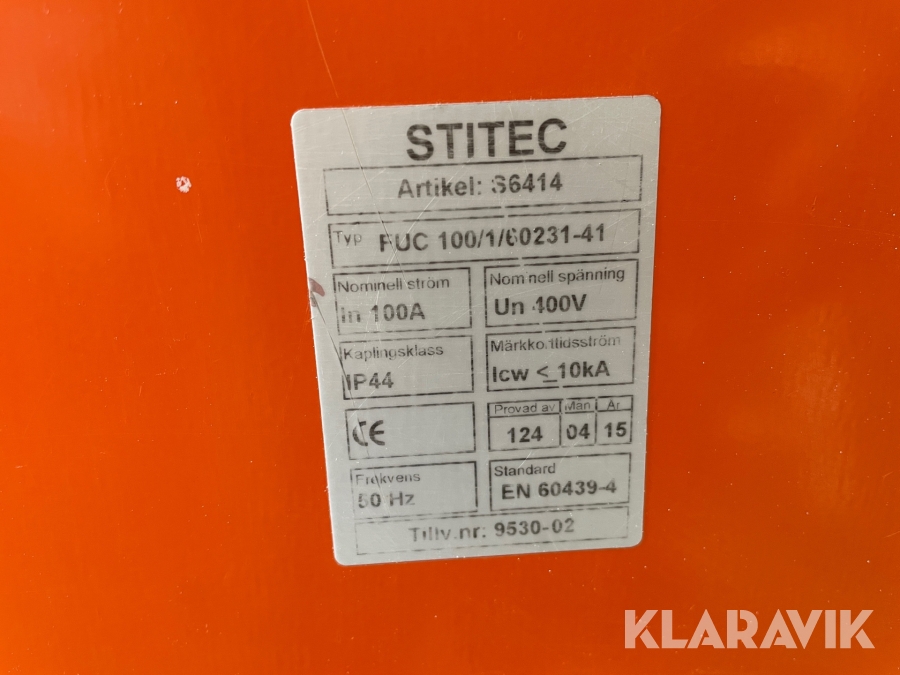 STITEC
Artikel: S6414
Typ FUC 100/1/60231-41
Nominell ström
In 100A
Nominell spänning
Un 400V
Kaplingsklass
IP44
Märkkorttidsström
Icw ≤ 10kA
CE
Provad av Mån År
124 04 15
Frekvens
50 Hz
Standard
EN 60439-4
Tillv.nr: 9530-02
KLARAVIK